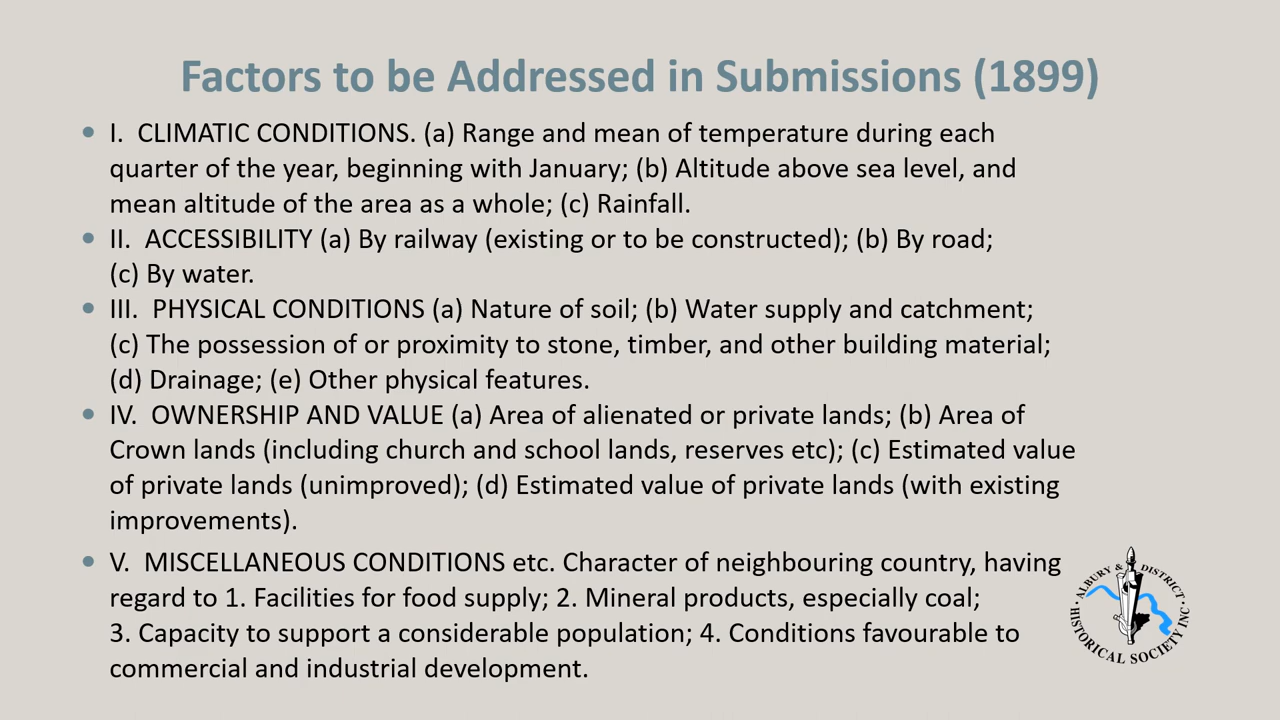 Factors to be Addressed in Submissions (1899)
• I. CLIMATIC CONDITIONS. (a) Range and mean of temperature during each
quarter of the year, beginning with January; (b) Altitude above sea level, and
mean altitude of the area as a whole; (c) Rainfall.
• II. ACCESSIBILITY (a) By railway (existing or to be constructed); (b) By road;
(c) By water.
• III. PHYSICAL CONDITIONS (a) Nature of soil; (b) Water supply and catchment;
(c) The possession of or proximity to stone, timber, and other building material;
(d) Drainage; (e) Other physical features.
• IV. OWNERSHIP AND VALUE (a) Area of alienated or private lands; (b) Area of
Crown lands (including church and school lands, reserves etc); (c) Estimated value
of private lands (unimproved); (d) Estimated value of private lands (with existing
improvements).
• V. MISCELLANEOUS CONDITIONS etc. Character of neighbouring country, having
regard to 1. Facilities for food supply; 2. Mineral products, especially coal;
3. Capacity to support a considerable population; 4. Conditions favourable to
commercial and industrial development.
ALBURY & DISTRICT
HISTORICAL SOCIETY INC